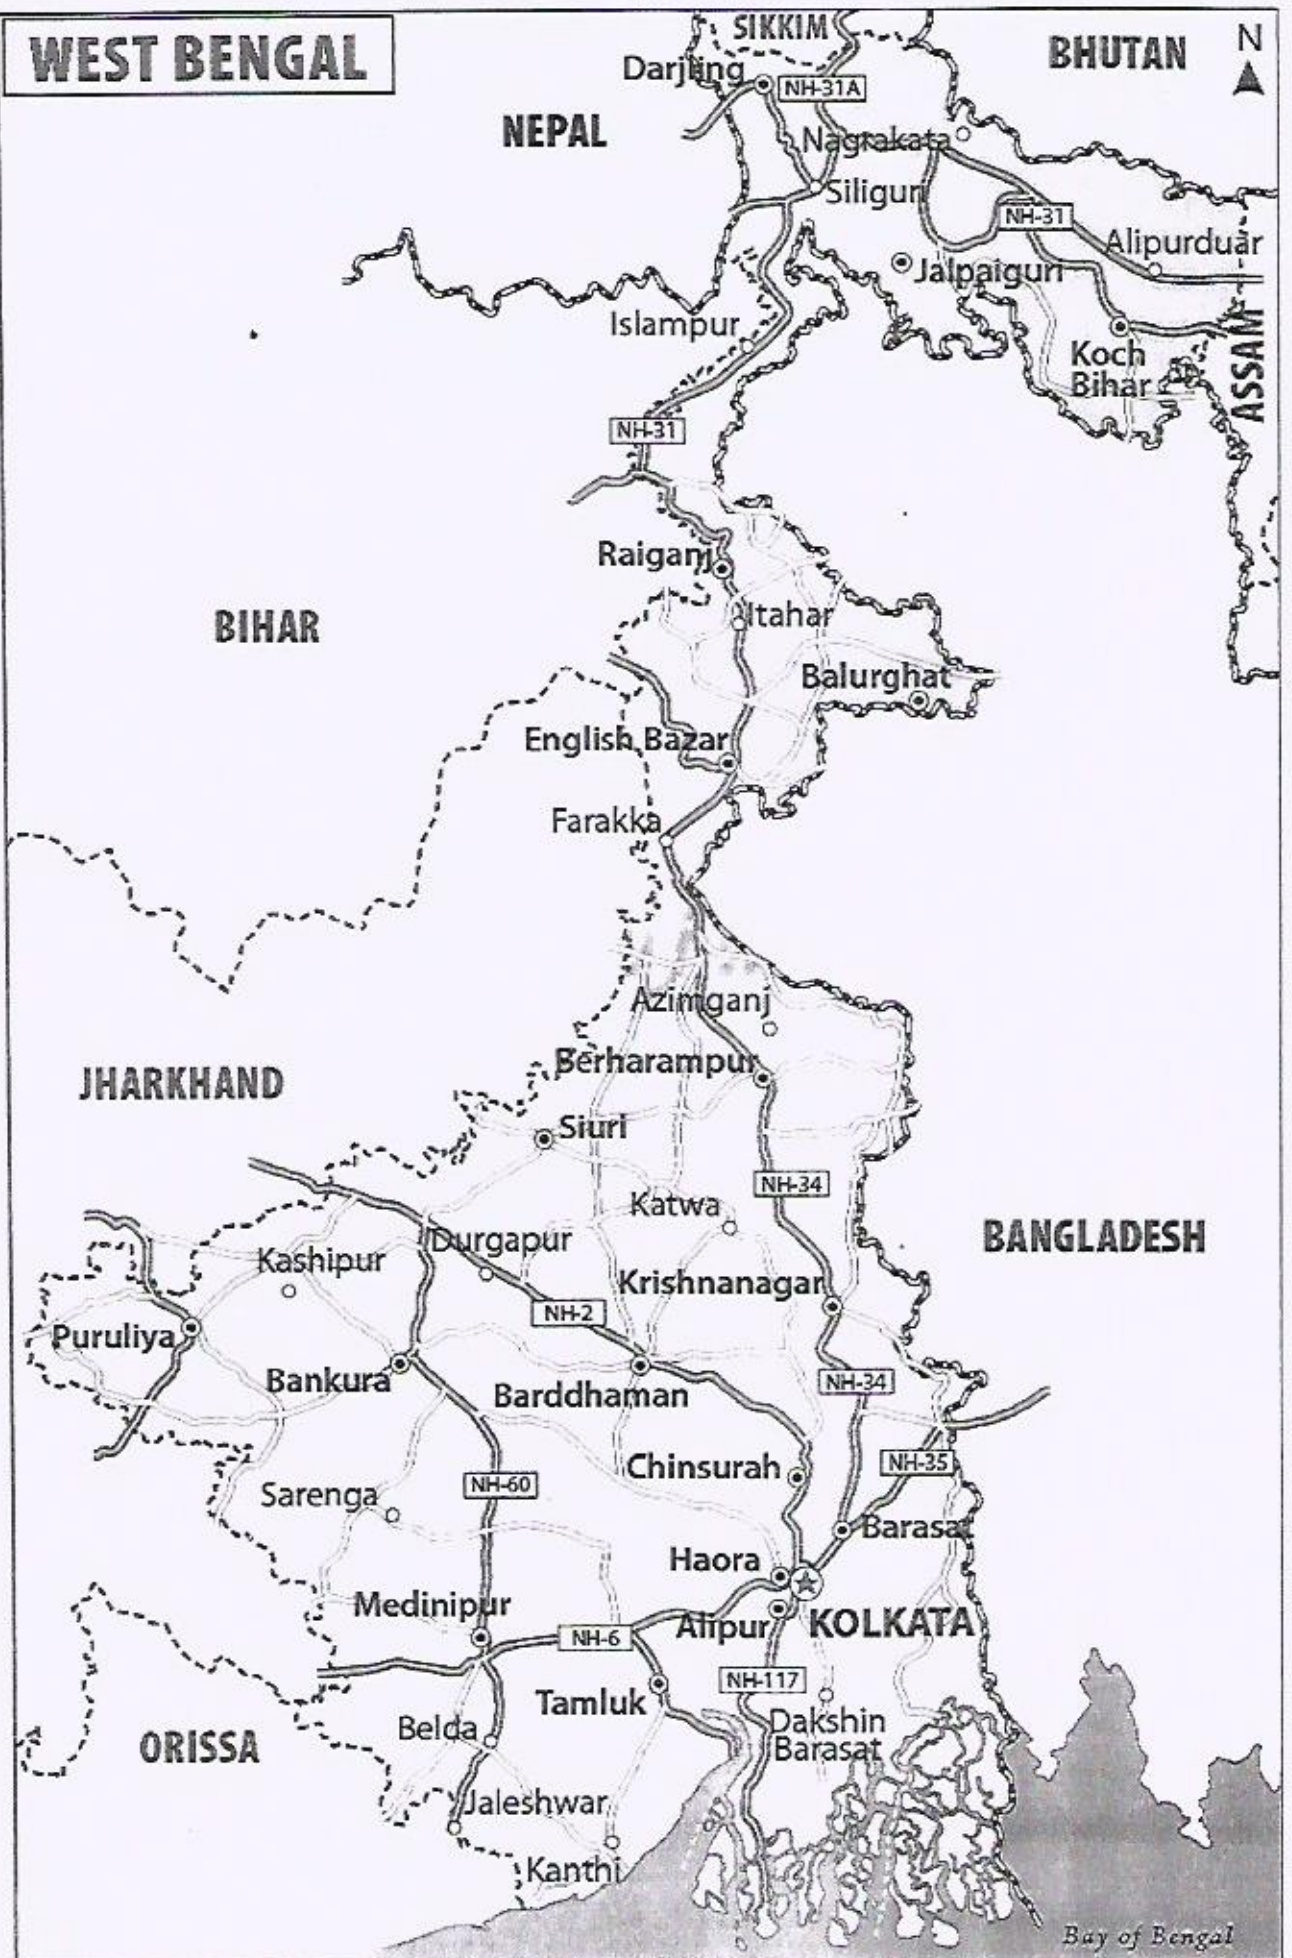 WEST BENGAL
SIKKIM
BHUTAN
N
Darjling
NH-31A
NEPAL
Nagrakata
Siliguri
NH-31
Alipurduar
Jalpaiguri
Islampur
Koch
Bihar
ASSAM
NH-31
Raiganj
BIHAR
Itahar
Balurghat
English Bazar
Farakka
Azimganj
Berharampur
JHARKHAND
Siuri
NH-34
Katwa
BANGLADESH
Durgapur
Kashipur
Krishnanagar
NH-2
Puruliya
Bankura
Barddhaman
NH-34
Chinsurah
NH-35
NH-60
Sarenga
Barasat
Haora
Medinipur
Alipur
KOLKATA
NH-6
NH-117
Tamluk
Dakshin
Barasat
Belda
ORISSA
Jaleshwar
Kanthi
Bay of Bengal